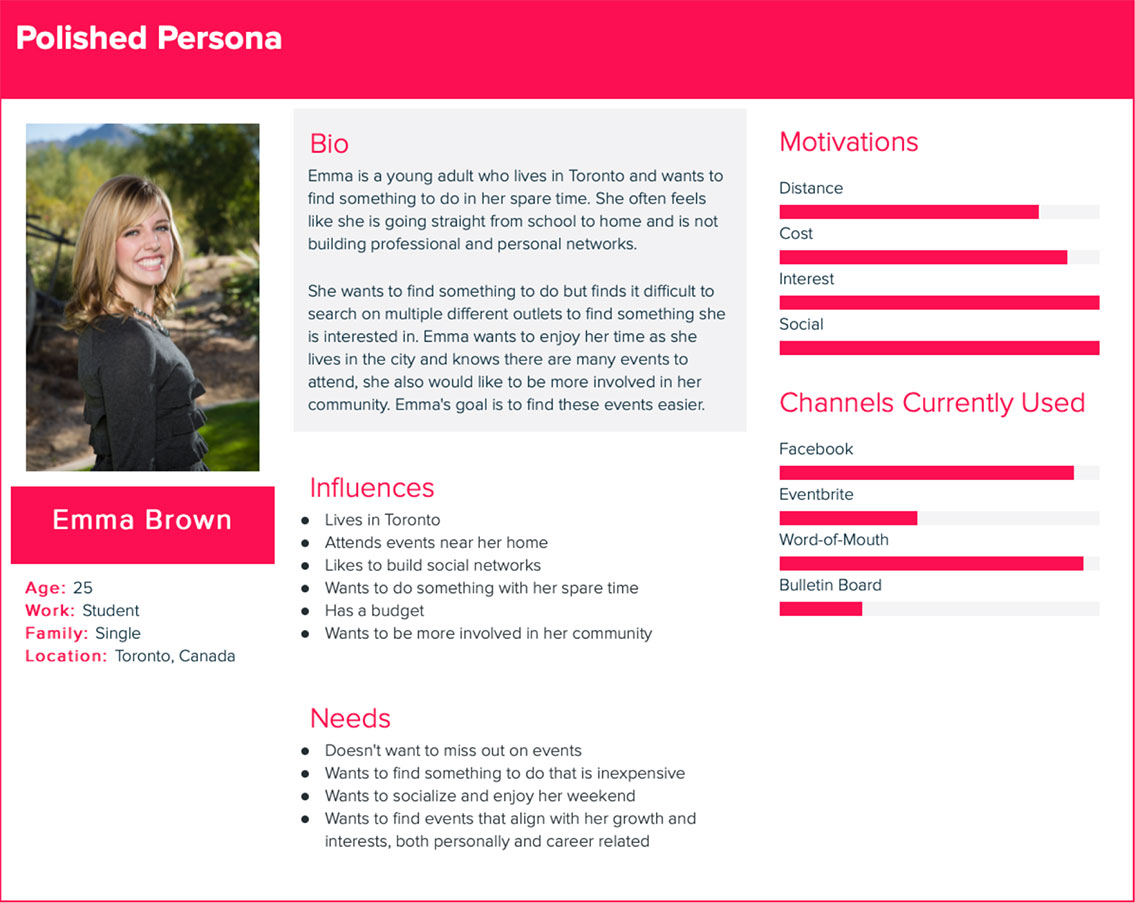 Polished Persona
Emma Brown
Age: 25
Work: Student
Family: Single
Location: Toronto, Canada
Bio
Emma is a young adult who lives in Toronto and wants to
find something to do in her spare time. She often feels
like she is going straight from school to home and is not
building professional and personal networks.
She wants to find something to do but finds it difficult to
search on multiple different outlets to find something she
is interested in. Emma wants to enjoy her time as she
lives in the city and knows there are many events to
attend, she also would like to be more involved in her
community. Emma's goal is to find these events easier.
Influences
● Lives in Toronto
● Attends events near her home
● Likes to build social networks
● Wants to do something with her spare time
● Has a budget
● Wants to be more involved in her community
Needs
● Doesn't want to miss out on events
● Wants to find something to do that is inexpensive
● Wants to socialize and enjoy her weekend
● Wants to find events that align with her growth and
interests, both personally and career related
Motivations
Distance
Cost
Interest
Social
Channels Currently Used
Facebook
Eventbrite
Word-of-Mouth
Bulletin Board